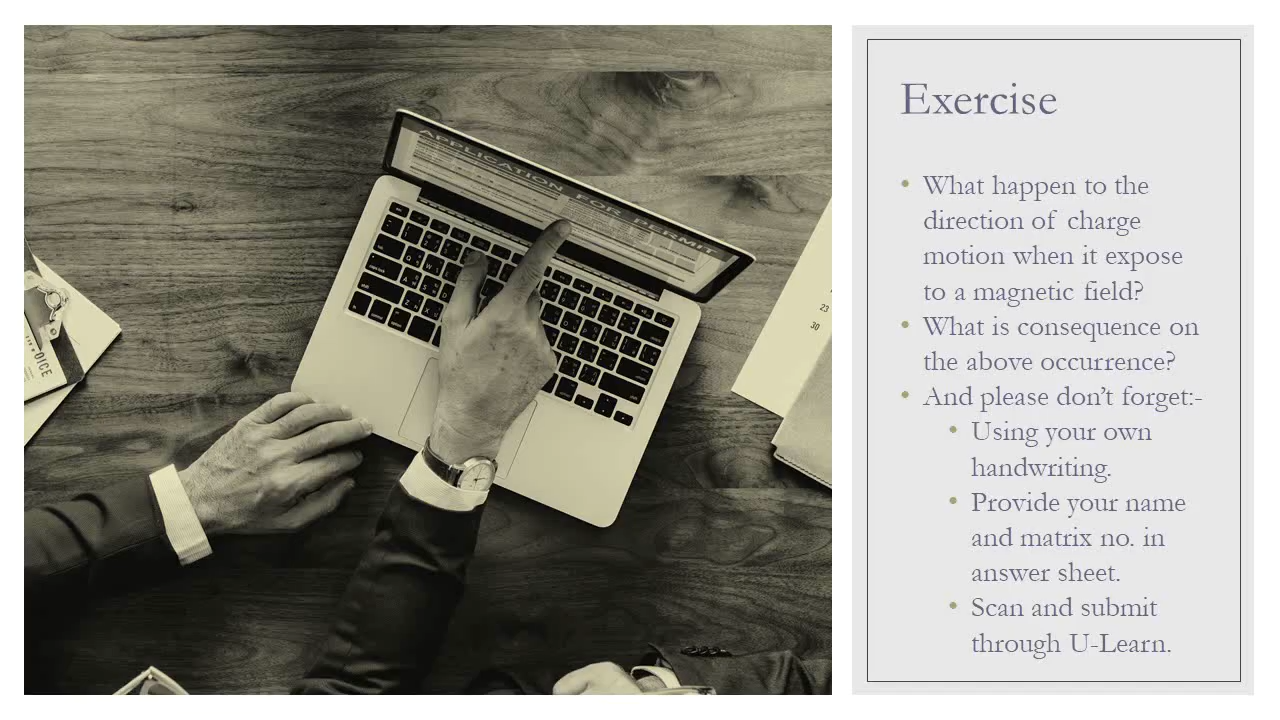 APPLICATION FOR PERMIT
23
30
Exercise
• What happen to the
direction of charge
motion when it expose
to a magnetic field?
• What is consequence on
the above occurrence?
• And please don’t forget:-
• Using your own
handwriting.
• Provide your name
and matrix no. in
answer sheet.
• Scan and submit
through U-Learn.